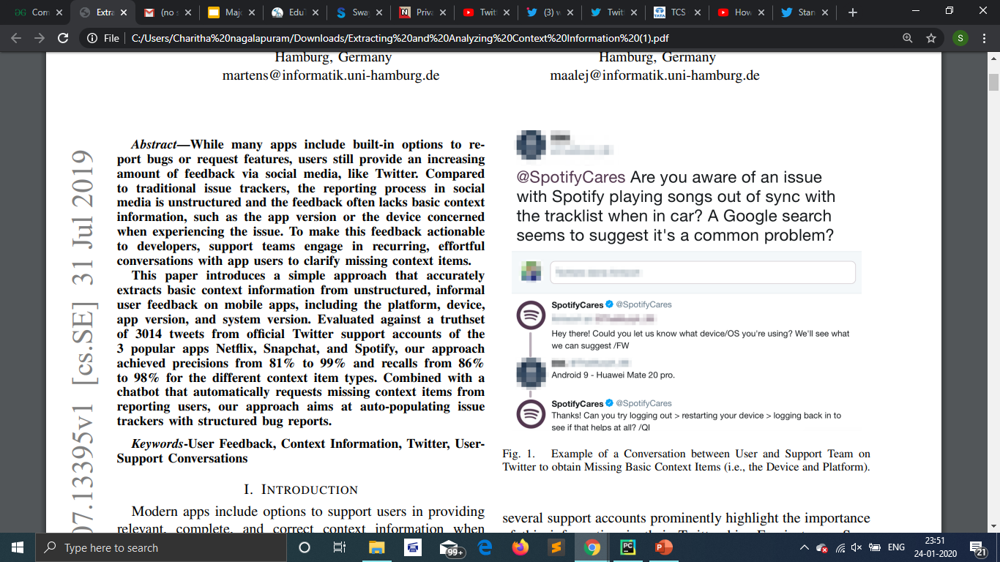 Com
Extra
(no s
Majo
EduT
Sway
Priva
Twitt
(3) w
Twitt
TCS
How
Stan
File
C:/Users/Charitha%20nagalapuram/Downloads/Extracting%20and%20Analyzing%20Context%20Information%20(1).pdf
S
Hamburg, Germany
martens@informatik.uni-hamburg.de
Hamburg, Germany
maalej@informatik.uni-hamburg.de
07.13395v1 [cs.SE] 31 Jul 2019
Abstract—While many apps include built-in options to re-
port bugs or request features, users still provide an increasing
amount of feedback via social media, like Twitter. Compared
to traditional issue trackers, the reporting process in social
media is unstructured and the feedback often lacks basic context
information, such as the app version or the device concerned
when experiencing the issue. To make this feedback actionable
to developers, support teams engage in recurring, effortful
conversations with app users to clarify missing context items.
This paper introduces a simple approach that accurately
extracts basic context information from unstructured, informal
user feedback on mobile apps, including the platform, device,
app version, and system version. Evaluated against a truthset
of 3014 tweets from official Twitter support accounts of the
3 popular apps Netflix, Snapchat, and Spotify, our approach
achieved precisions from 81% to 99% and recalls from 86%
to 98% for the different context item types. Combined with a
chatbot that automatically requests missing context items from
reporting users, our approach aims at auto-populating issue
trackers with structured bug reports.
Keywords-User Feedback, Context Information, Twitter, User-
Support Conversations
I. INTRODUCTION
Modern apps include options to support users in providing
relevant, complete, and correct context information when
@SpotifyCares Are you aware of an issue
with Spotify playing songs out of sync with
the tracklist when in car? A Google search
seems to suggest it's a common problem?
SpotifyCares @SpotifyCares
Hey there! Could you let us know what device/OS you're using? We'll see what
we can suggest /FW
Android 9 - Huawei Mate 20 pro.
SpotifyCares @SpotifyCares
Thanks! Can you try logging out > restarting your device > logging back in to
see if that helps at all? /QI
Fig. 1. Example of a Conversation between User and Support Team on
Twitter to obtain Missing Basic Context Items (i.e., the Device and Platform).
several support accounts prominently highlight the importance
Type here to search
99+
PC
ENG
23:51
24-01-2020
21